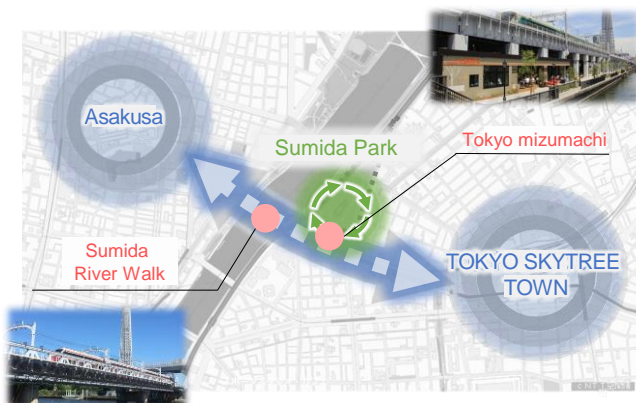 Asakusa
Sumida Park
Tokyo mizumachi
Sumida
River Walk
TOKYO SKYTREE
TOWN